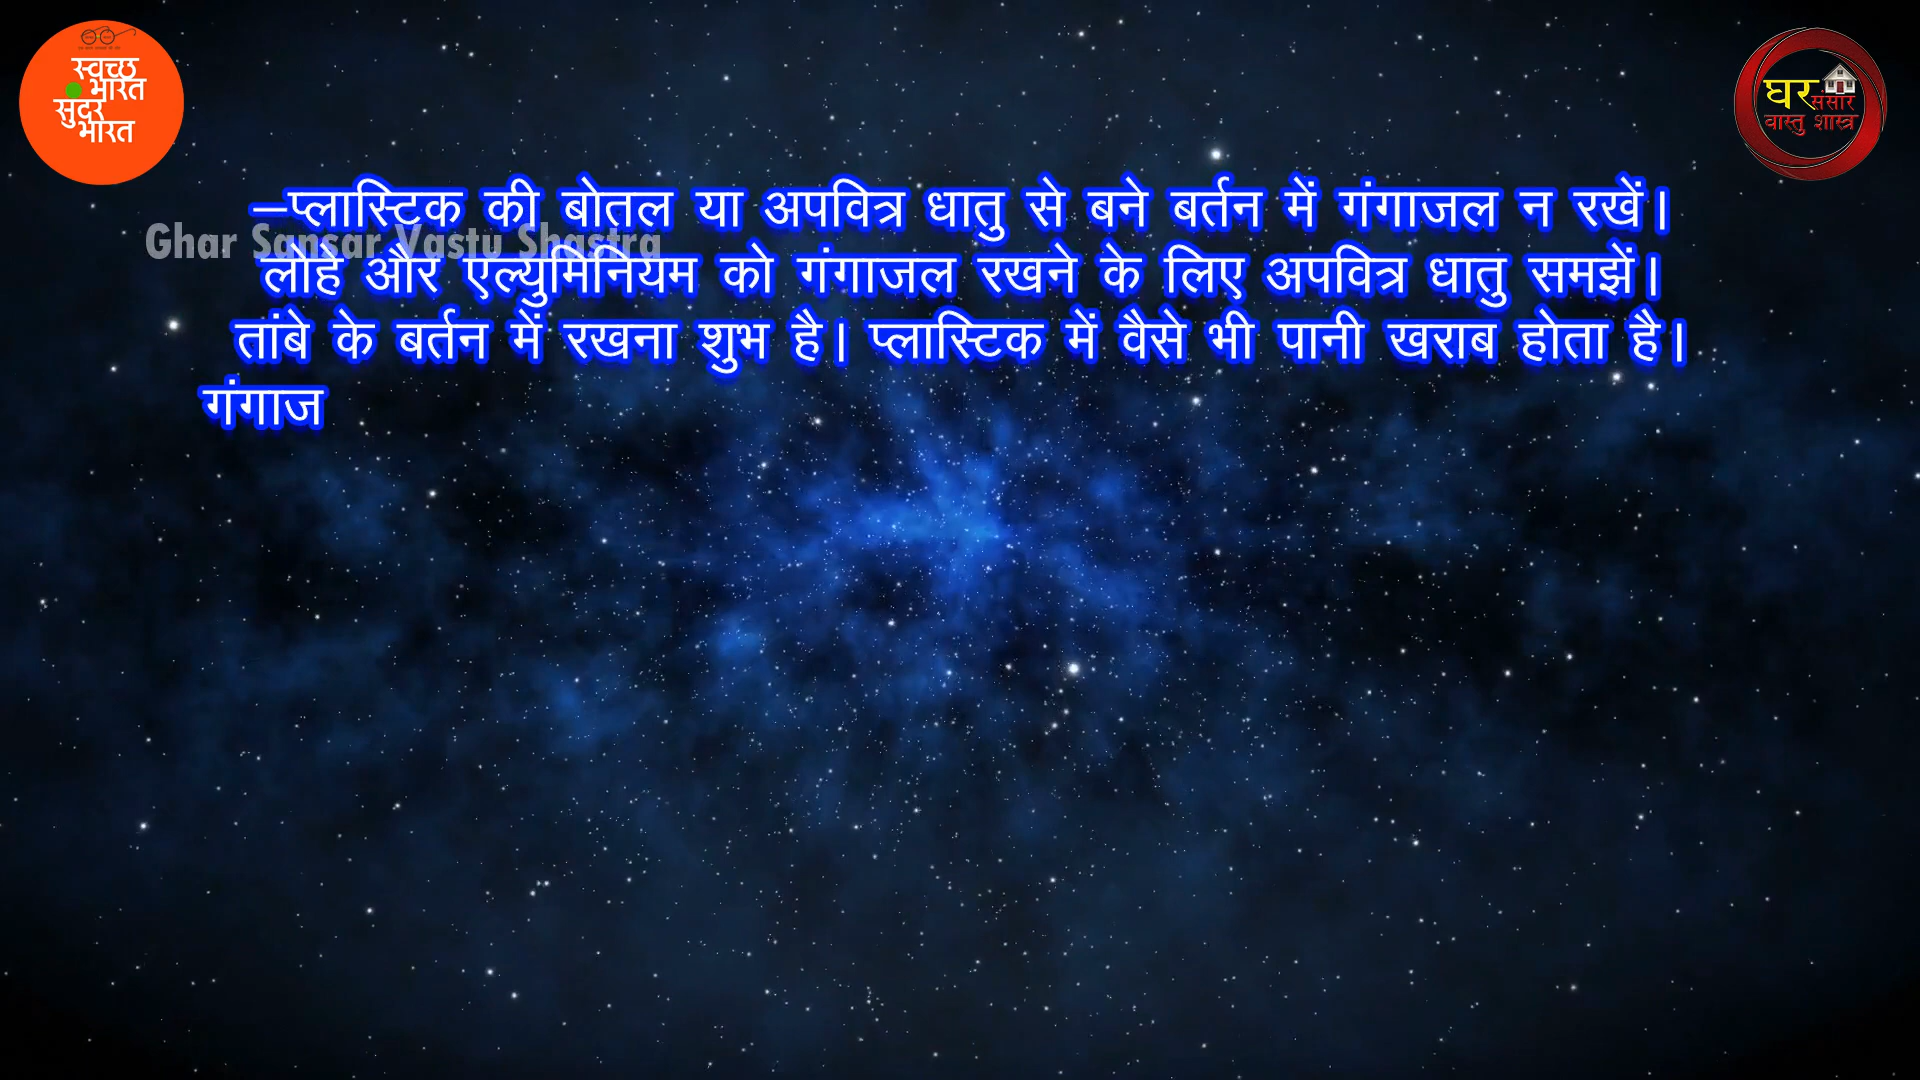 स्वच्छ
भारत
सुंदर
भारत
घर
संसार
वास्तु शास्त्र
–प्लास्टिक की बोतल या अपवित्र धातु से बने बर्तन में गंगाजल न रखें।
Ghar Sansar Vastu Shastra
लोहे और एल्युमिनियम को गंगाजल रखने के लिए अपवित्र धातु समझें।
तांबे के बर्तन में रखना शुभ है। प्लास्टिक में वैसे भी पानी खराब होता है।
गंगाज